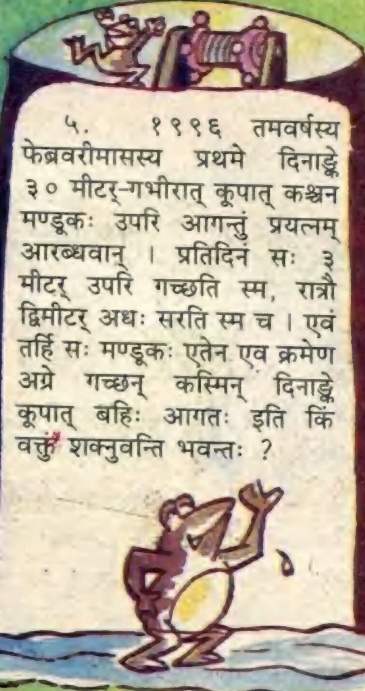 ५. १९९६ तमवर्षस्य
फेब्रवरीमासस्य प्रथमे दिनाङ्के
३० मीटर्-गभीरात् कूपात् कश्चन
मण्डूकः उपरि आगन्तुं प्रयत्नम्
आरब्धवान् । प्रतिदिनं सः ३
मीटर् उपरि गच्छति स्म, रात्रौ
द्विमीटर् अधः सरति स्म च । एवं
तर्हि सः मण्डूकः एतेन एव क्रमेण
अग्रे गच्छन् कस्मिन् दिनाङ्के
कूपात् बहिः आगतः इति किं
वक्तुं शक्नुवन्ति भवन्तः ?